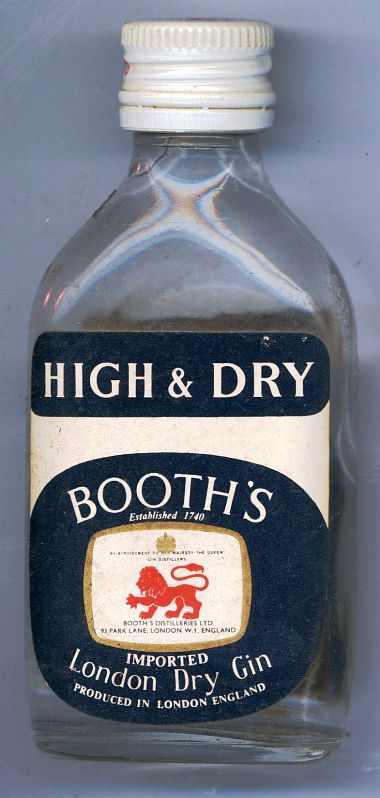 HIGH & DRY
BOOTH'S
Established 1740
BY APPOINTMENT TO HER MAJESTY THE QUEEN
GIN DISTILLERS
BOOTH'S DISTILLERIES LTD.
93 PARK LANE, LONDON W.1. ENGLAND
IMPORTED
London Dry Gin
PRODUCED IN LONDON ENGLAND